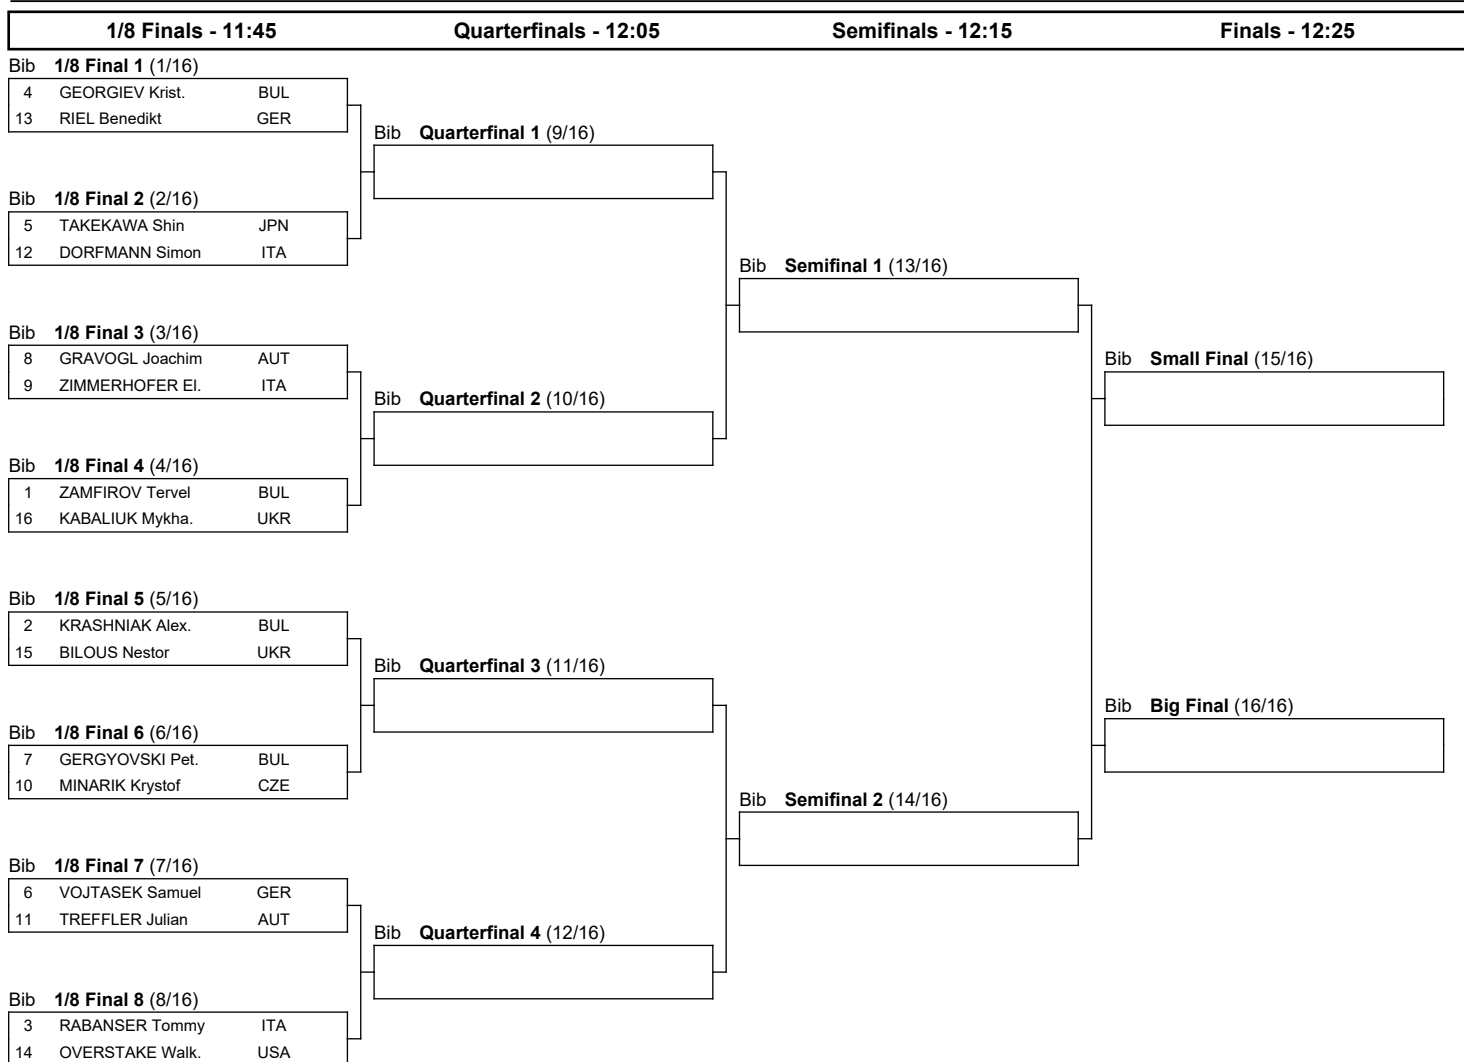 1/8 Finals - 11:45 Quarterfinals - 12:05 Semifinals - 12:15 Finals - 12:25
Bib 1/8 Final 1 (1/16)
4 GEORGIEV Krist. BUL
13 RIEL Benedikt GER
Bib Quarterfinal 1 (9/16)
Bib 1/8 Final 2 (2/16)
5 TAKEKAWA Shin JPN
12 DORFMANN Simon ITA
Bib Semifinal 1 (13/16)
Bib 1/8 Final 3 (3/16)
8 GRAVOGL Joachim AUT
9 ZIMMERHOFER El. ITA
Bib Small Final (15/16)
Bib Quarterfinal 2 (10/16)
Bib 1/8 Final 4 (4/16)
1 ZAMFIROV Tervel BUL
16 KABALIUK Mykha. UKR
Bib 1/8 Final 5 (5/16)
2 KRASHNIAK Alex. BUL
15 BILOUS Nestor UKR
Bib Quarterfinal 3 (11/16)
Bib Big Final (16/16)
Bib 1/8 Final 6 (6/16)
7 GERGYOVSKI Pet. BUL
10 MINARIK Krystof CZE
Bib Semifinal 2 (14/16)
Bib 1/8 Final 7 (7/16)
6 VOJTASEK Samuel GER
11 TREFFLER Julian AUT
Bib Quarterfinal 4 (12/16)
Bib 1/8 Final 8 (8/16)
3 RABANSER Tommy ITA
14 OVERSTAKE Walk. USA